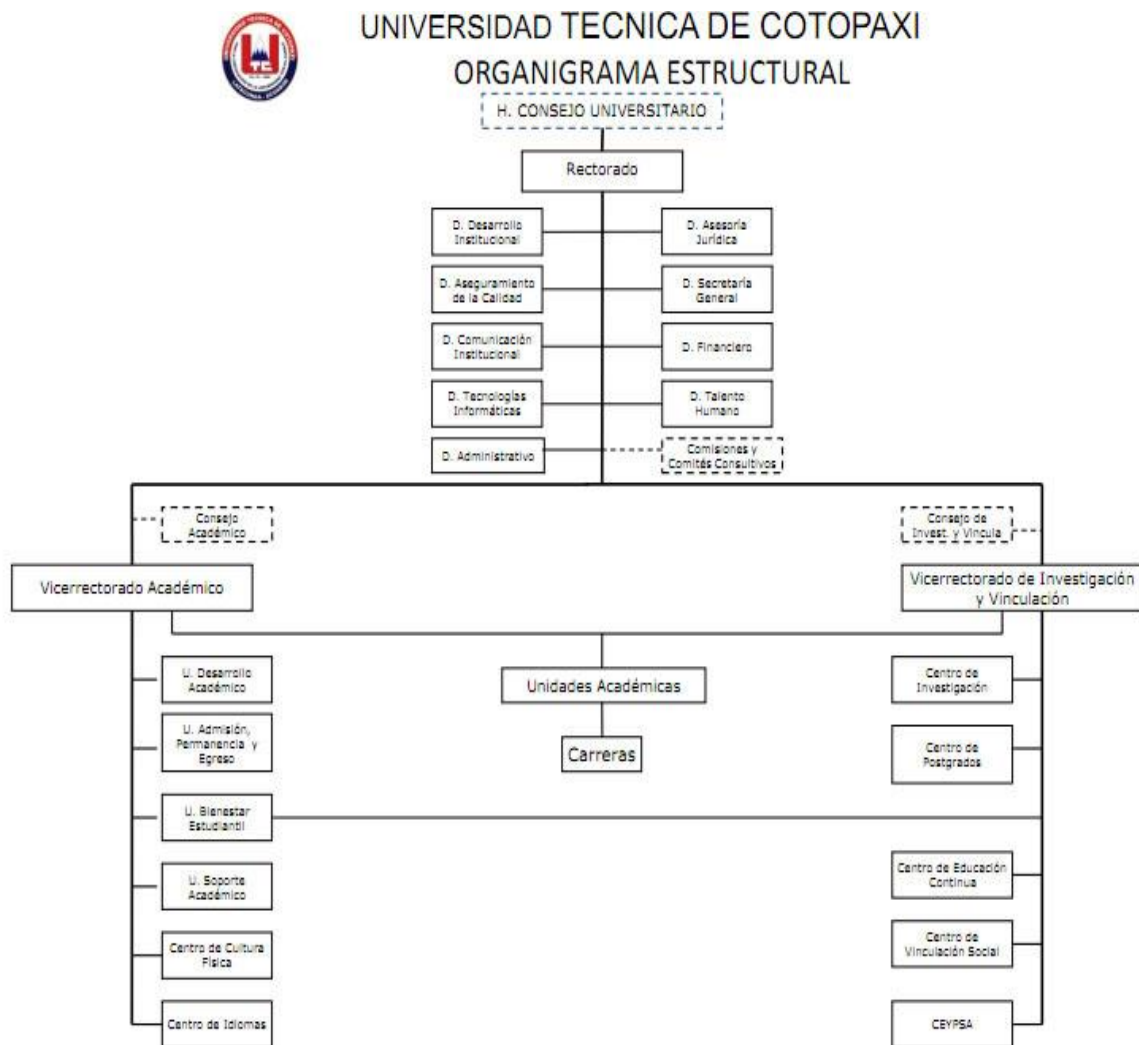 UNIVERSIDAD TECNICA DE COTOPAXI
ORGANIGRAMA ESTRUCTURAL
H. CONSEJO UNIVERSITARIO
Rectorado
D. Desarrollo
Institucional
D. Asesoría
Jurídica
D. Aseguramiento
de la Calidad
D. Secretaría
General
D. Comunicación
Institucional
D. Financiero
D. Tecnologías
Informáticas
D. Talento
Humano
D. Administrativo
Comisiones y
Comités Consultivos
Consejo
Académico
Consejo de
Invest. y Vincula
Vicerrectorado Académico
Vicerrectorado de Investigación
y Vinculación
U. Desarrollo
Académico
Unidades Académicas
Centro de
Investigación
U. Admisión,
Permanencia y
Egreso
Carreras
Centro de
Postgrados
U. Bienestar
Estudiantil
U. Soporte
Académico
Centro de Educación
Continua
Centro de Cultura
Física
Centro de
Vinculación Social
Centro de Idiomas
CEYPSA